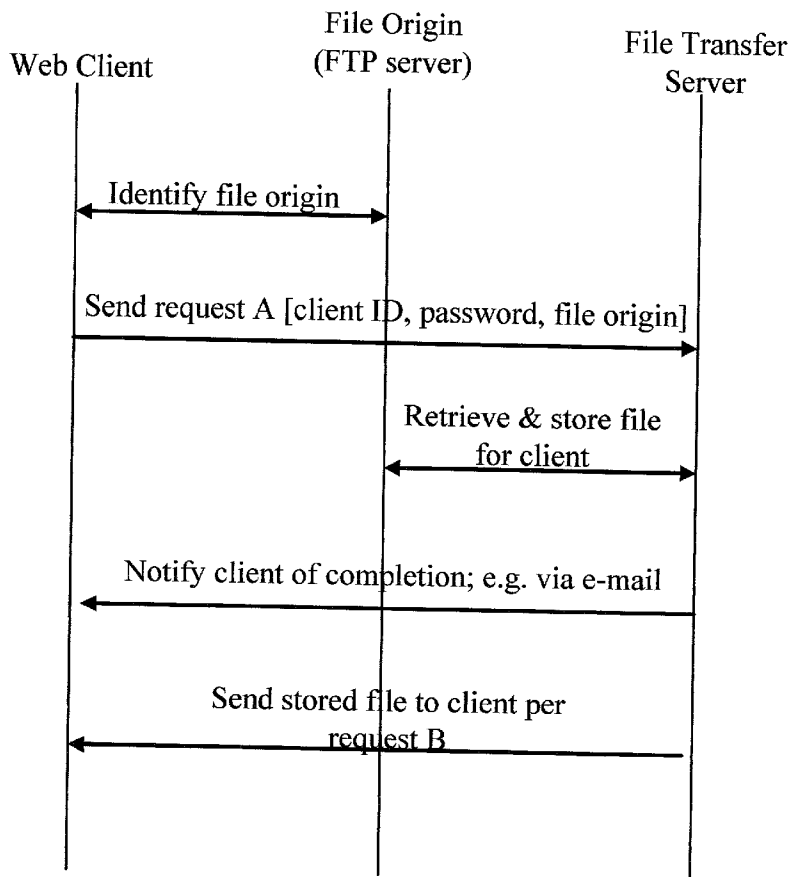 Web Client
File Origin
(FTP server)
File Transfer
Server
Identify file origin
Send request A [client ID, password, file origin]
Retrieve & store file
for client
Notify client of completion; e.g. via e-mail
Send stored file to client per
request B